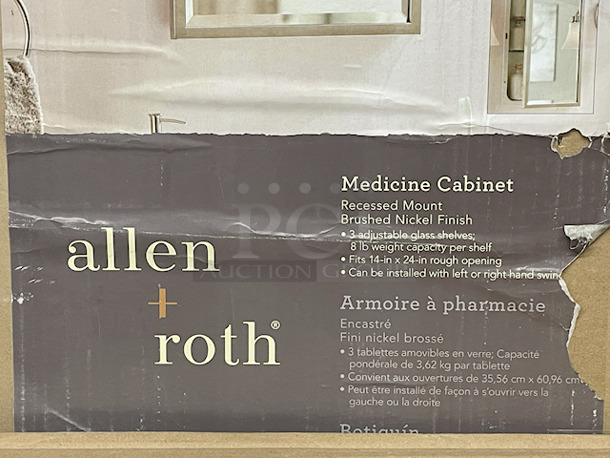 Medicine Cabinet
Recessed Mount
Brushed Nickel Finish
• 3 adjustable glass shelves;
8 lb weight capacity per shelf
• Fits 14-in x 24-in rough opening
• Can be installed with left or right hand swin
allen
+
roth®
Armoire à pharmacie
Encastré
Fini nickel brossé
• 3 tablettes amovibles en verre; Capacité
pondérale de 3,62 kg par tablette
• Convient aux ouvertures de 35,56 cm x 60,96 cm
• Peut être installé de façon à s'ouvrir vers la
gauche ou la droite
Botiquín
AUCTION